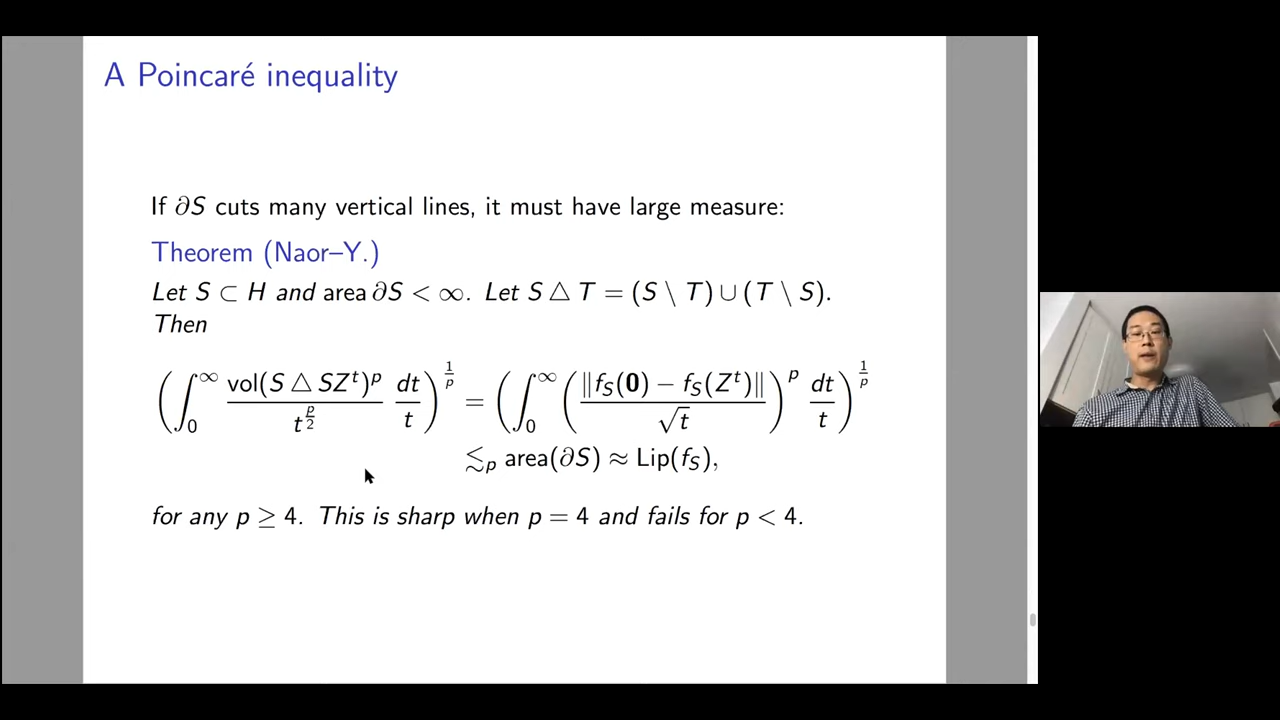 A Poincaré inequality
If ∂S cuts many vertical lines, it must have large measure:
Theorem (Naor–Y.)
Let S ⊂ H and area ∂S < ∞. Let S △ T = (S \ T) ∪ (T \ S).
Then
(∫₀^∞ vol(S △ SZ^t)^p / t^{p/2} dt/t)^{1/p} = (∫₀^∞ (‖f_S(𝟎) − f_S(Z^t)‖ / √t)^p dt/t)^{1/p}
≲_p area(∂S) ≈ Lip(f_S),
for any p ≥ 4. This is sharp when p = 4 and fails for p < 4.